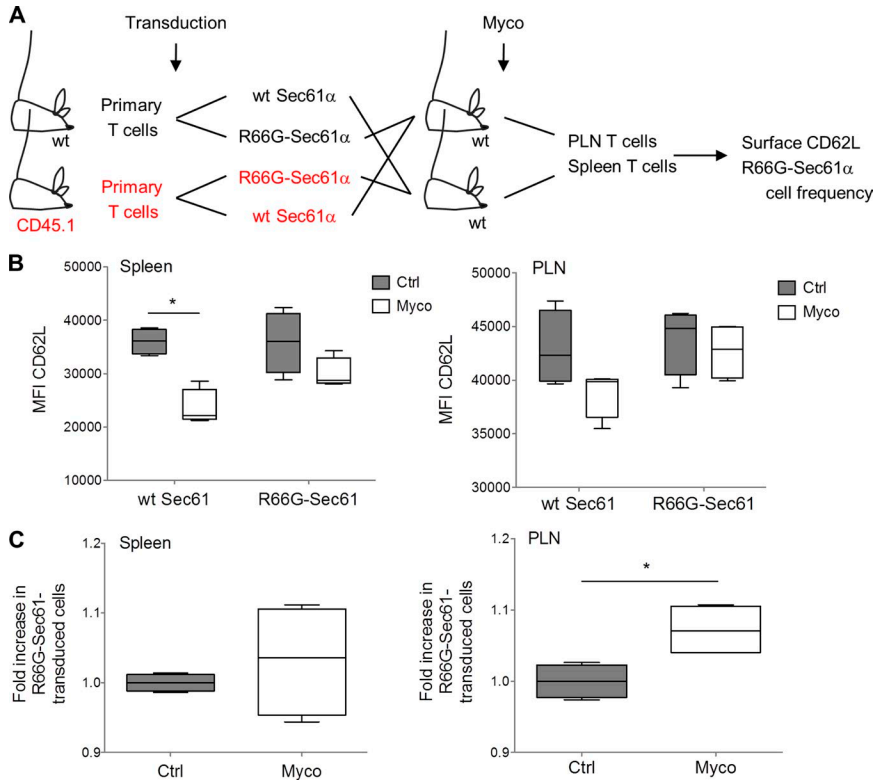 A
Transduction
Myco
wt
Primary
T cells
wt Sec61α
R66G-Sec61α
CD45.1
Primary
T cells
R66G-Sec61α
wt Sec61α
wt
wt
PLN T cells
Spleen T cells
Surface CD62L
R66G-Sec61α
cell frequency
B
Spleen
MFI CD62L
50000
40000
30000
20000
10000
*
Ctrl
Myco
wt Sec61
R66G-Sec61
PLN
MFI CD62L
50000
45000
40000
35000
30000
Ctrl
Myco
wt Sec61
R66G-Sec61
C
Spleen
Fold increase in
R66G-Sec61-
transduced cells
1.2
1.1
1.0
0.9
Ctrl
Myco
PLN
Fold increase in
R66G-Sec61-
transduced cells
1.2
1.1
1.0
0.9
*
Ctrl
Myco